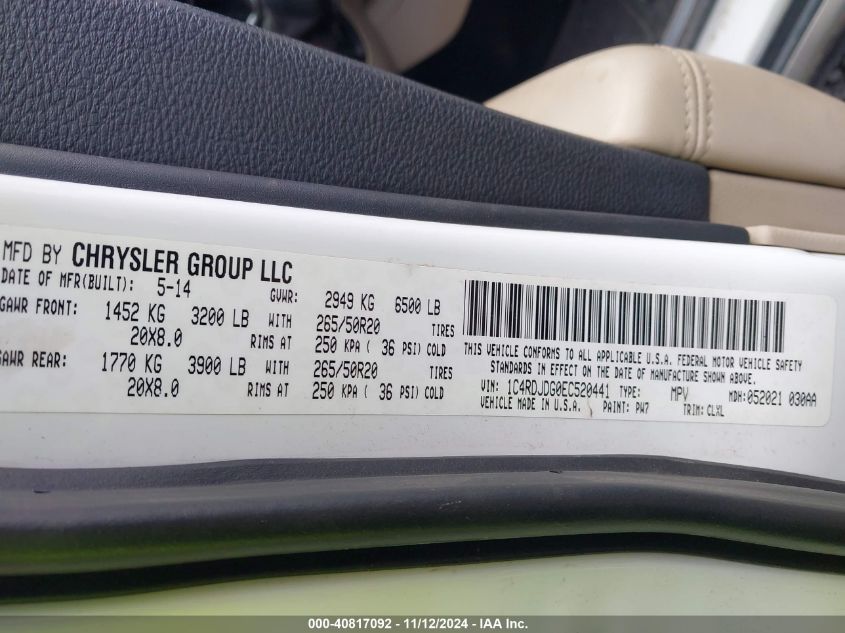 MFD BY CHRYSLER GROUP LLC
DATE OF MFR(BUILT): 5-14 GVWR: 2949 KG 6500 LB
GAWR FRONT: 1452 KG 3200 LB WITH 265/50R20 TIRES
20X8.0 RIMS AT 250 KPA ( 36 PSI) COLD
GAWR REAR: 1770 KG 3900 LB WITH 265/50R20 TIRES
20X8.0 RIMS AT 250 KPA ( 36 PSI) COLD
THIS VEHICLE CONFORMS TO ALL APPLICABLE U.S.A. FEDERAL MOTOR VEHICLE SAFETY
STANDARDS IN EFFECT ON THE DATE OF MANUFACTURE SHOWN ABOVE.
VIN: 1C4RDJDG0EC520441 TYPE: MPV MDH:052021 030AA
VEHICLE MADE IN U.S.A. PAINT: PW7 TRIM: CLXL
000-40817092 - 11/12/2024 - IAA Inc.